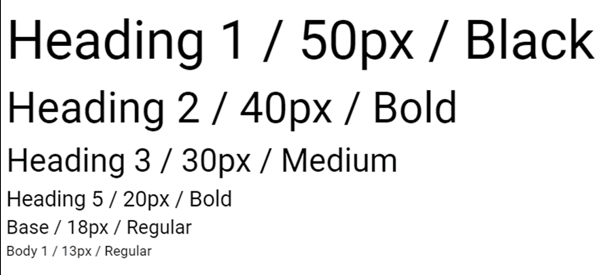 Heading 1 / 50px / Black
Heading 2 / 40px / Bold
Heading 3 / 30px / Medium
Heading 5 / 20px / Bold
Base / 18px / Regular
Body 1 / 13px / Regular